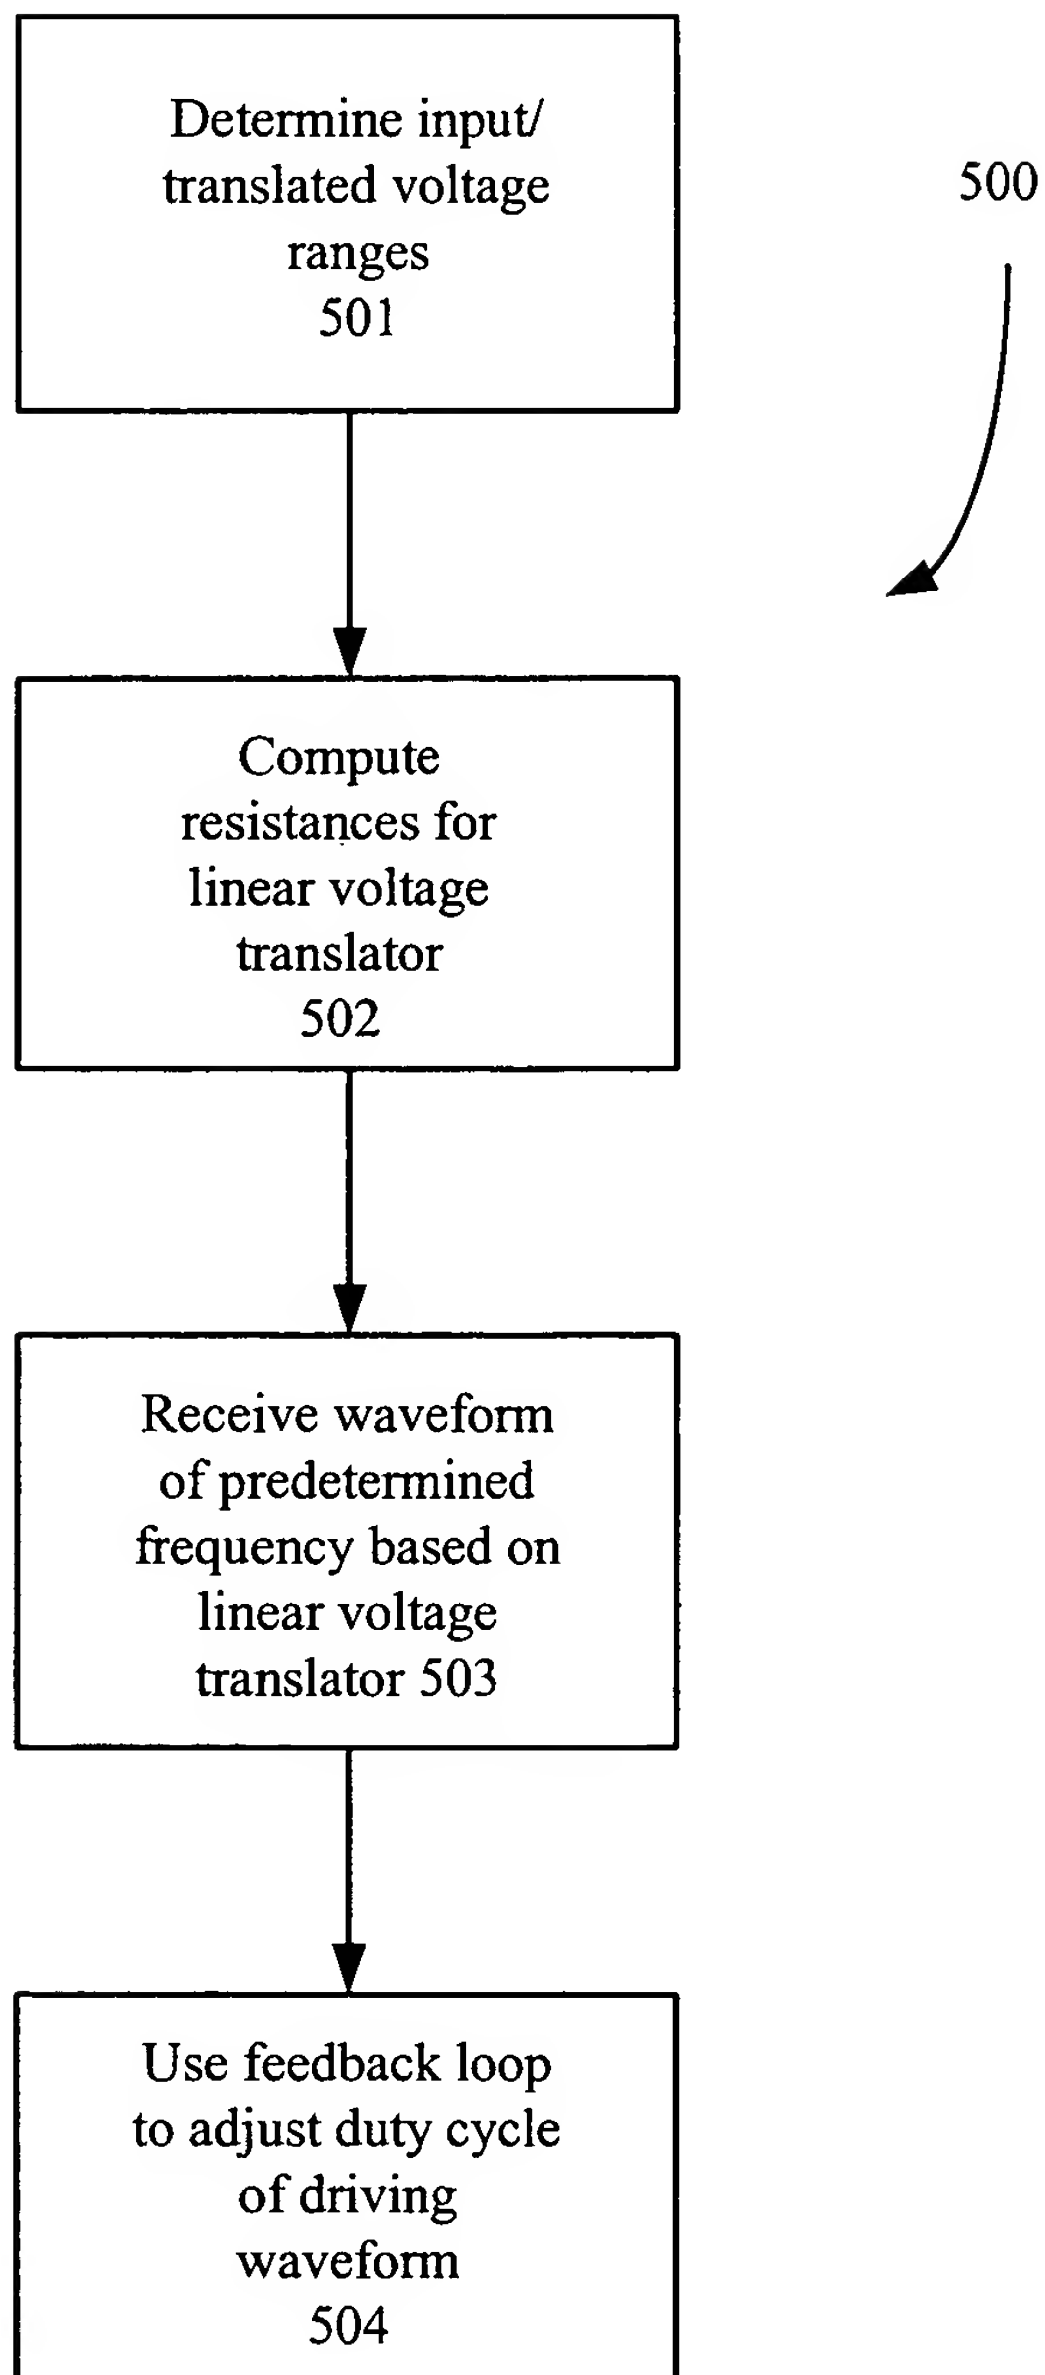 Determine input/
translated voltage
ranges
501
500
Compute
resistances for
linear voltage
translator
502
Receive waveform
of predetermined
frequency based on
linear voltage
translator 503
Use feedback loop
to adjust duty cycle
of driving
waveform
504